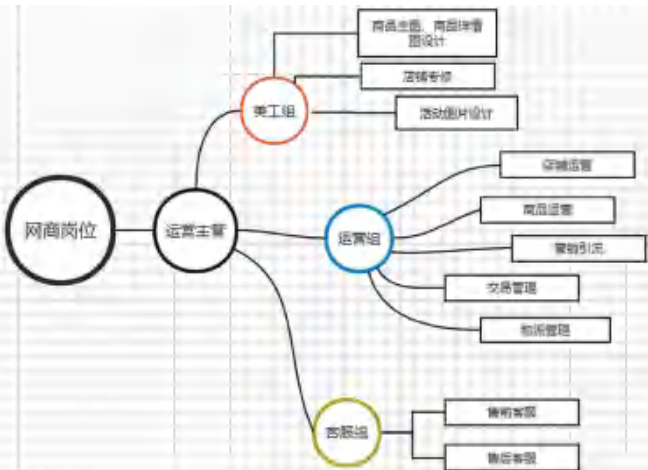 商品主图、商品详情
图设计
店铺专修
美工组
活动图片设计
店铺运营
商品运营
网商岗位
运营主管
运营组
营销引流
交易管理
物流管理
售前客服
客服组
售后客服